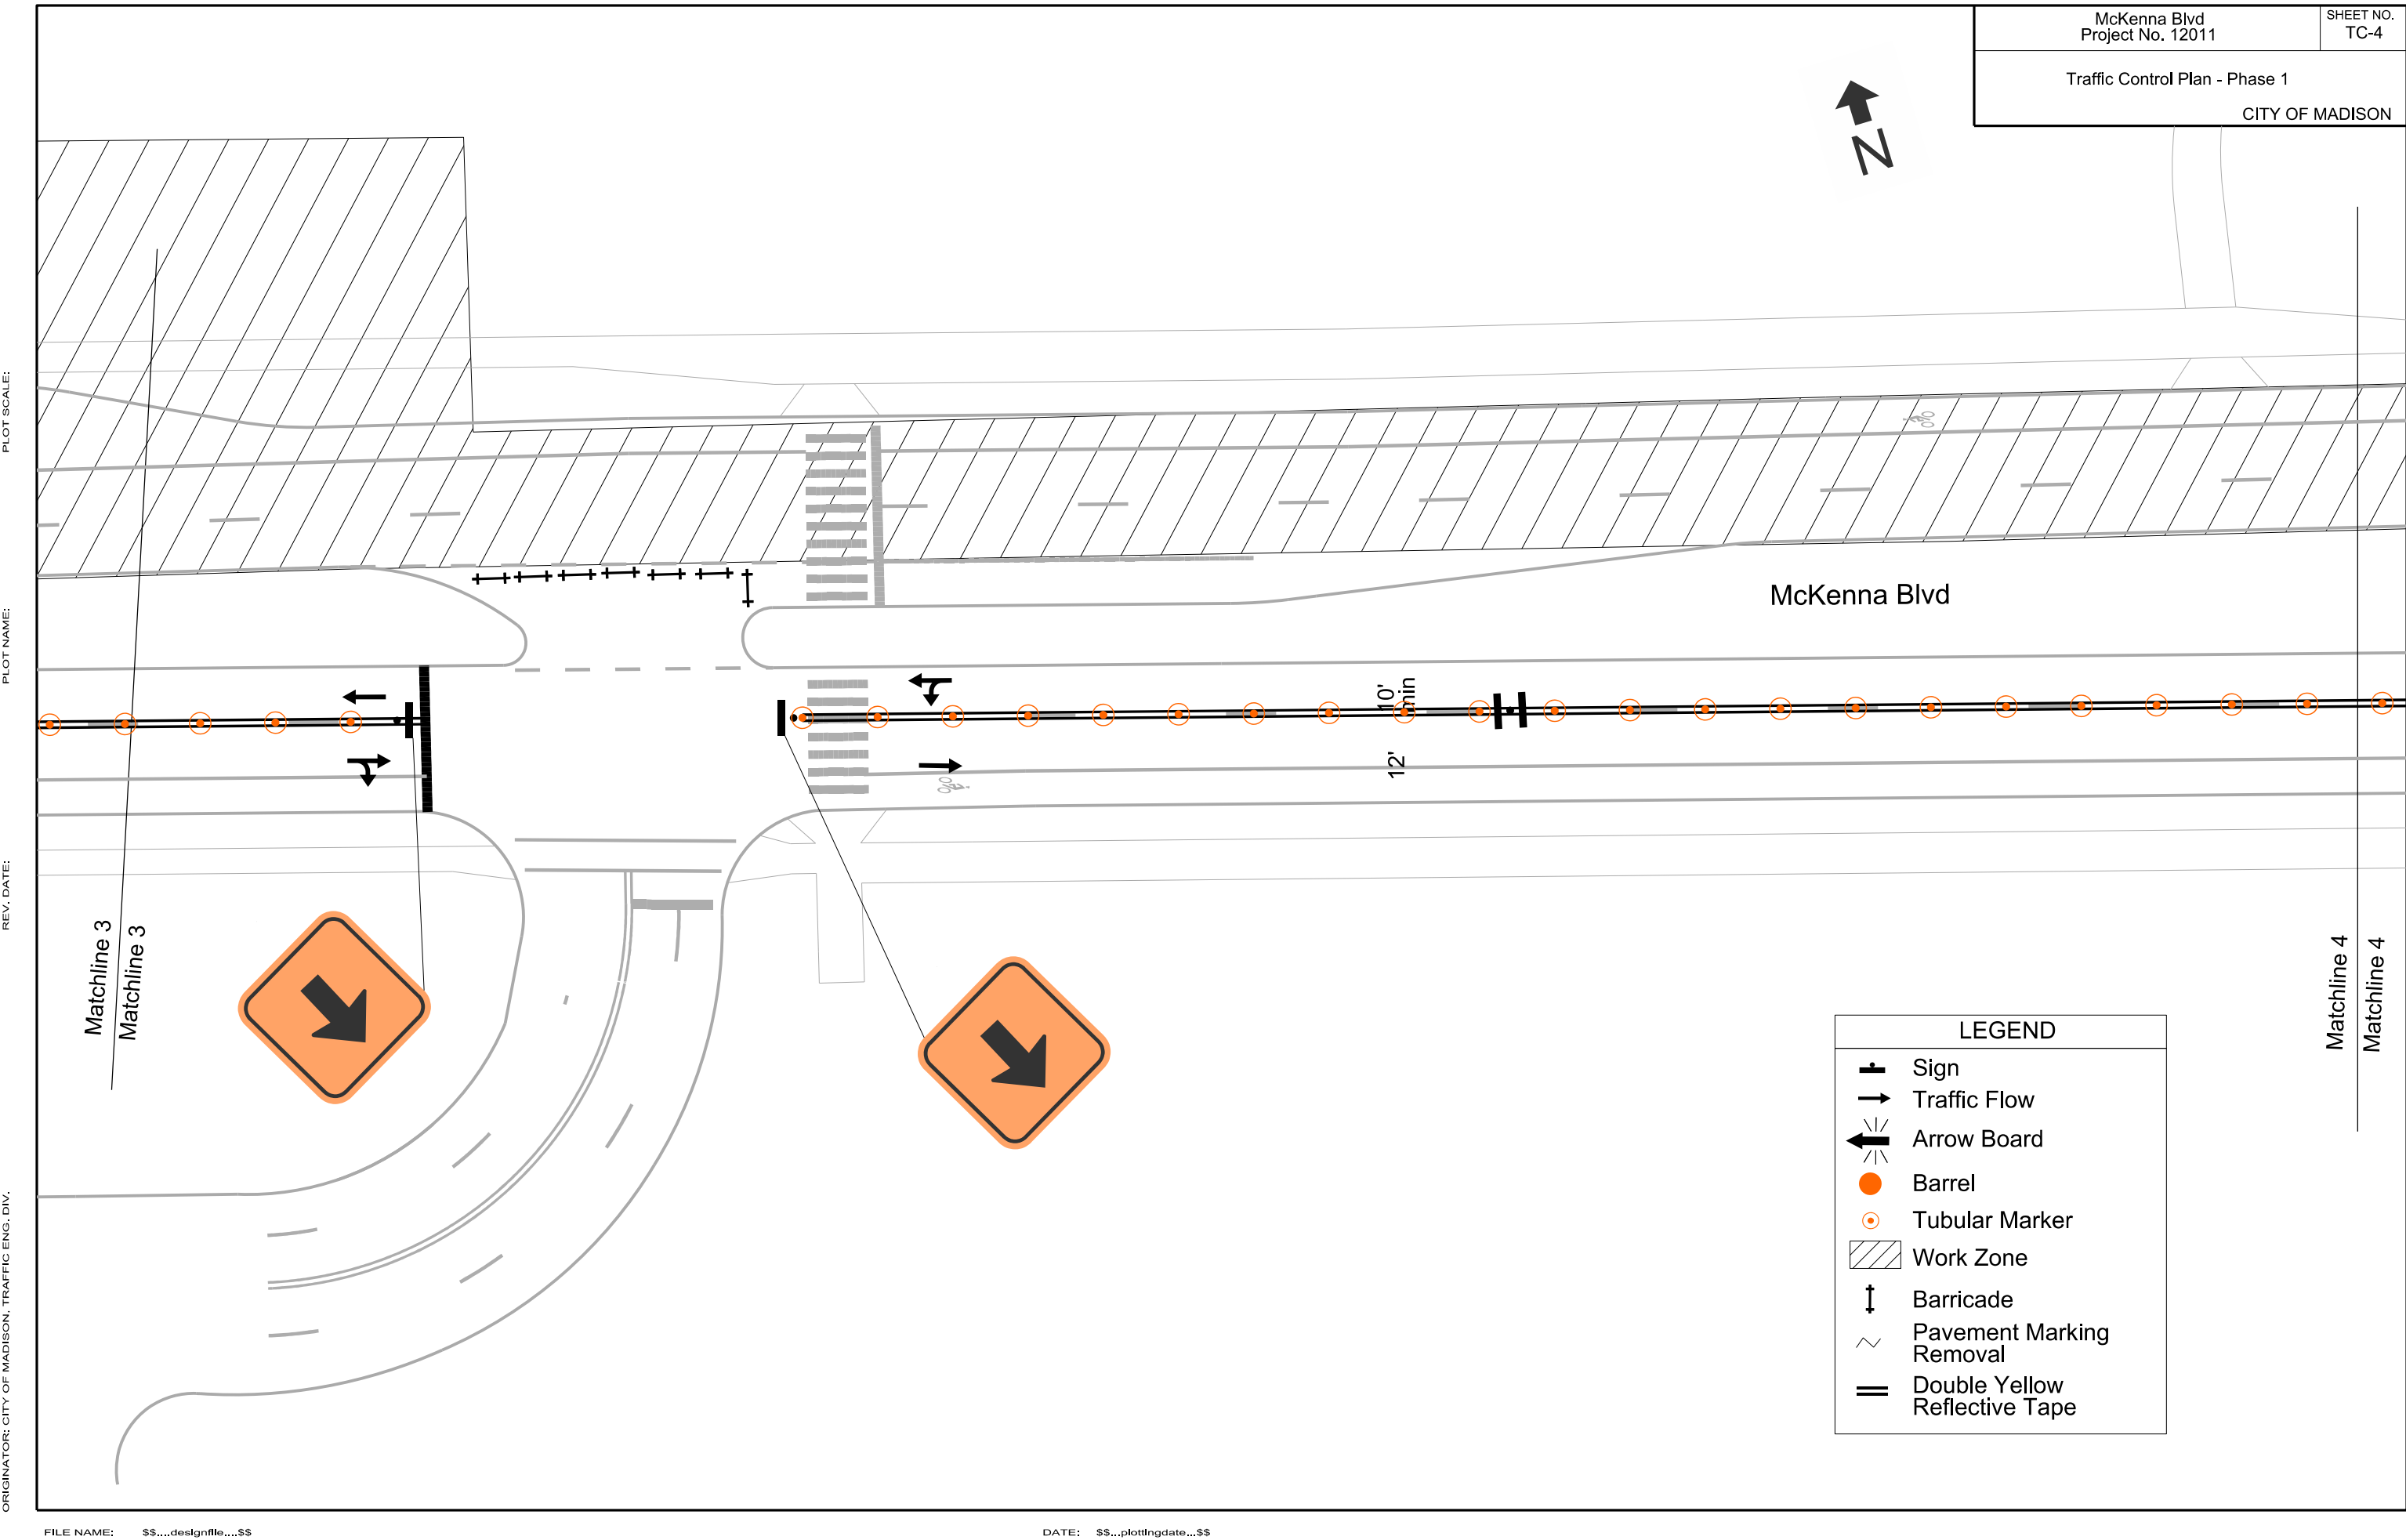 McKenna Blvd
Project No. 12011
SHEET NO.
TC-4
Traffic Control Plan - Phase 1
CITY OF MADISON
N
McKenna Blvd
10'
min
12'
Matchline 3
Matchline 3
Matchline 4
Matchline 4
LEGEND
Sign
Traffic Flow
Arrow Board
Barrel
Tubular Marker
Work Zone
Barricade
Pavement Marking
Removal
Double Yellow
Reflective Tape
PLOT SCALE:
PLOT NAME:
REV. DATE:
ORIGINATOR: CITY OF MADISON, TRAFFIC ENG. DIV.
FILE NAME: $$...designfile...$$
DATE: $$...plottingdate...$$